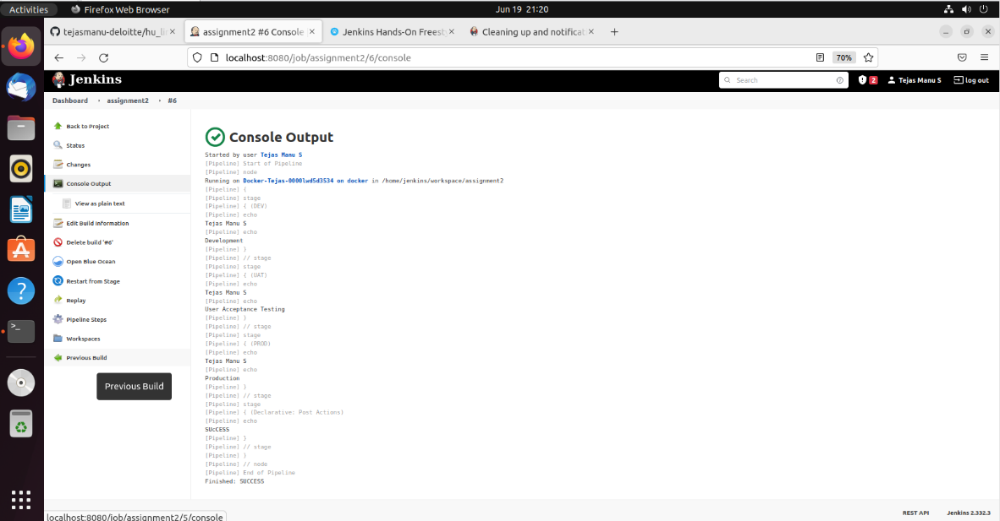 Activities
Firefox Web Browser
Jun 19 21:20
tejasmanu-deloitte/hu_li
assignment2 #6 Console
Jenkins Hands-On Freest
Cleaning up and notificat
localhost:8080/job/assignment2/6/console
70%
Jenkins
Search
2
Tejas Manu S
log out
Dashboard
assignment2
#6
Back to Project
Status
Changes
Console Output
View as plain text
Edit Build Information
Delete build '#6'
Open Blue Ocean
Restart from Stage
Replay
Pipeline Steps
Workspaces
Previous Build
Previous Build
Console Output
Started by user Tejas Manu S
[Pipeline] Start of Pipeline
[Pipeline] node
Running on Docker-Tejas-0000lwd5d3534 on docker in /home/jenkins/workspace/assignment2
[Pipeline] {
[Pipeline] stage
[Pipeline] { (DEV)
[Pipeline] echo
Tejas Manu S
[Pipeline] echo
Development
[Pipeline] }
[Pipeline] // stage
[Pipeline] stage
[Pipeline] { (UAT)
[Pipeline] echo
Tejas Manu S
[Pipeline] echo
User Acceptance Testing
[Pipeline] }
[Pipeline] // stage
[Pipeline] stage
[Pipeline] { (PROD)
[Pipeline] echo
Tejas Manu S
[Pipeline] echo
Production
[Pipeline] }
[Pipeline] // stage
[Pipeline] stage
[Pipeline] { (Declarative: Post Actions)
[Pipeline] echo
SUcCESS
[Pipeline] }
[Pipeline] // stage
[Pipeline] }
[Pipeline] // node
[Pipeline] End of Pipeline
Finished: SUCCESS
REST API
Jenkins 2.332.3
localhost:8080/job/assignment2/5/console